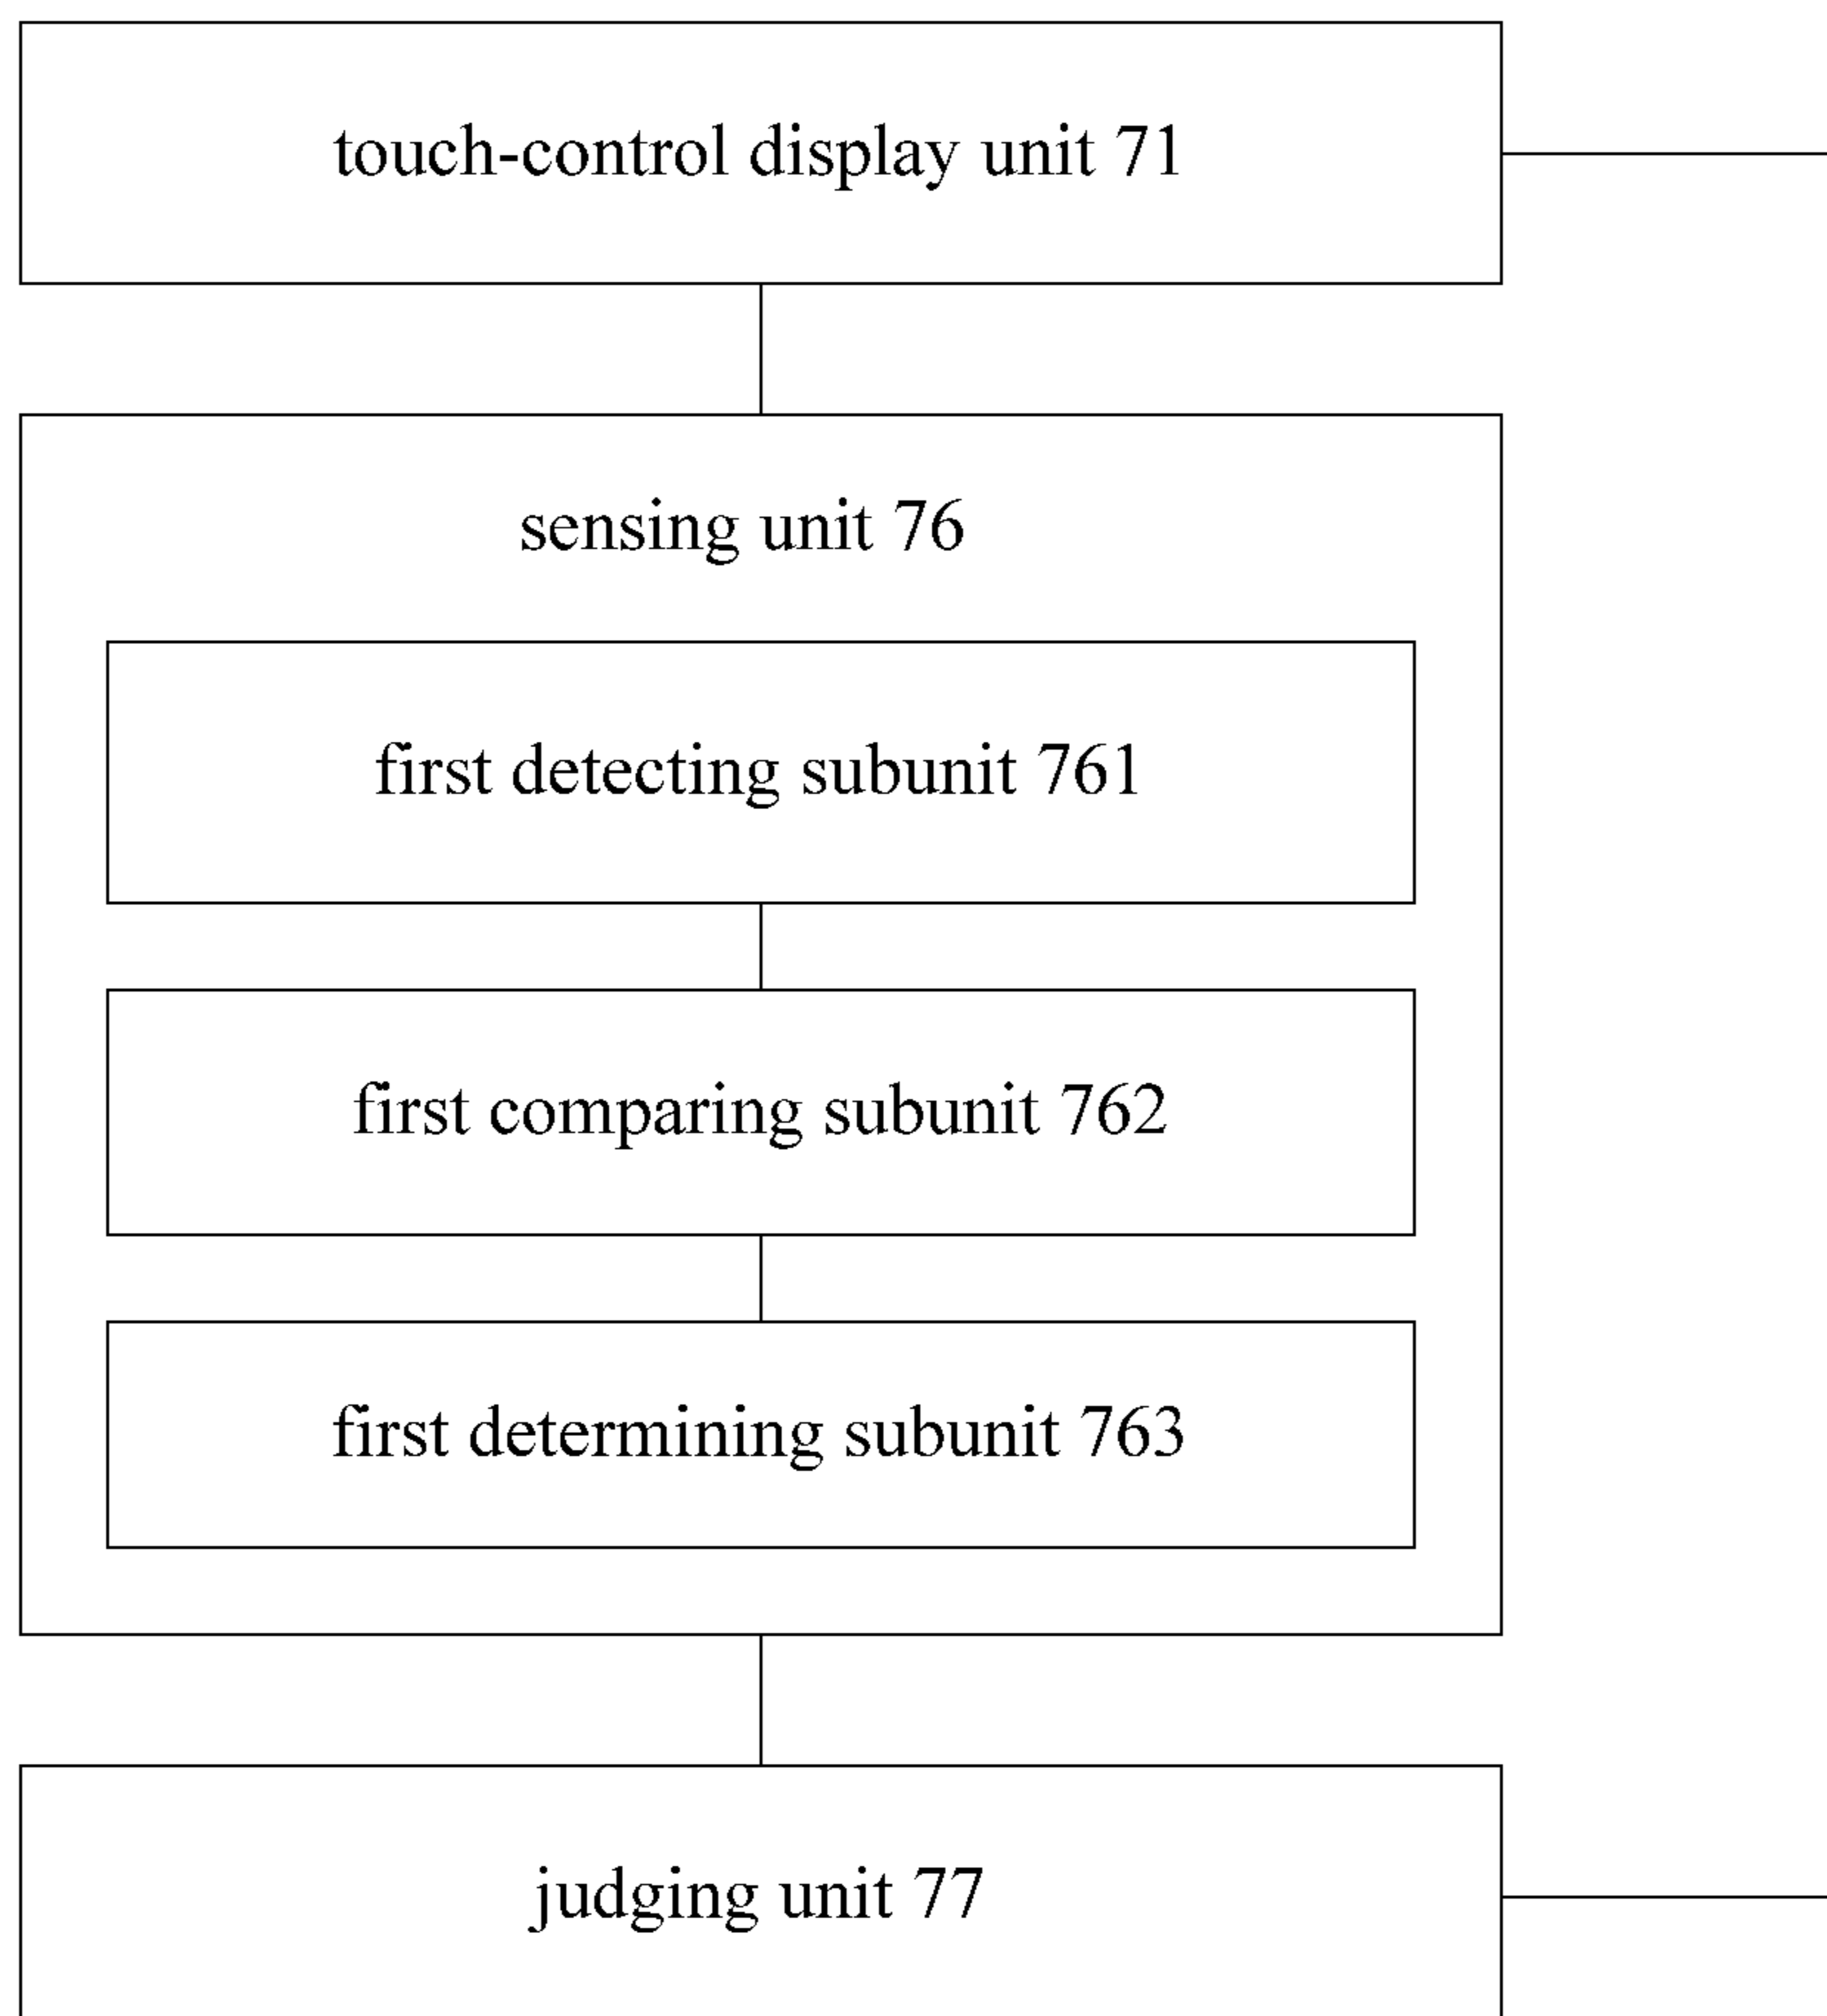 touch-control display unit 71
sensing unit 76
first detecting subunit 761
first comparing subunit 762
first determining subunit 763
judging unit 77